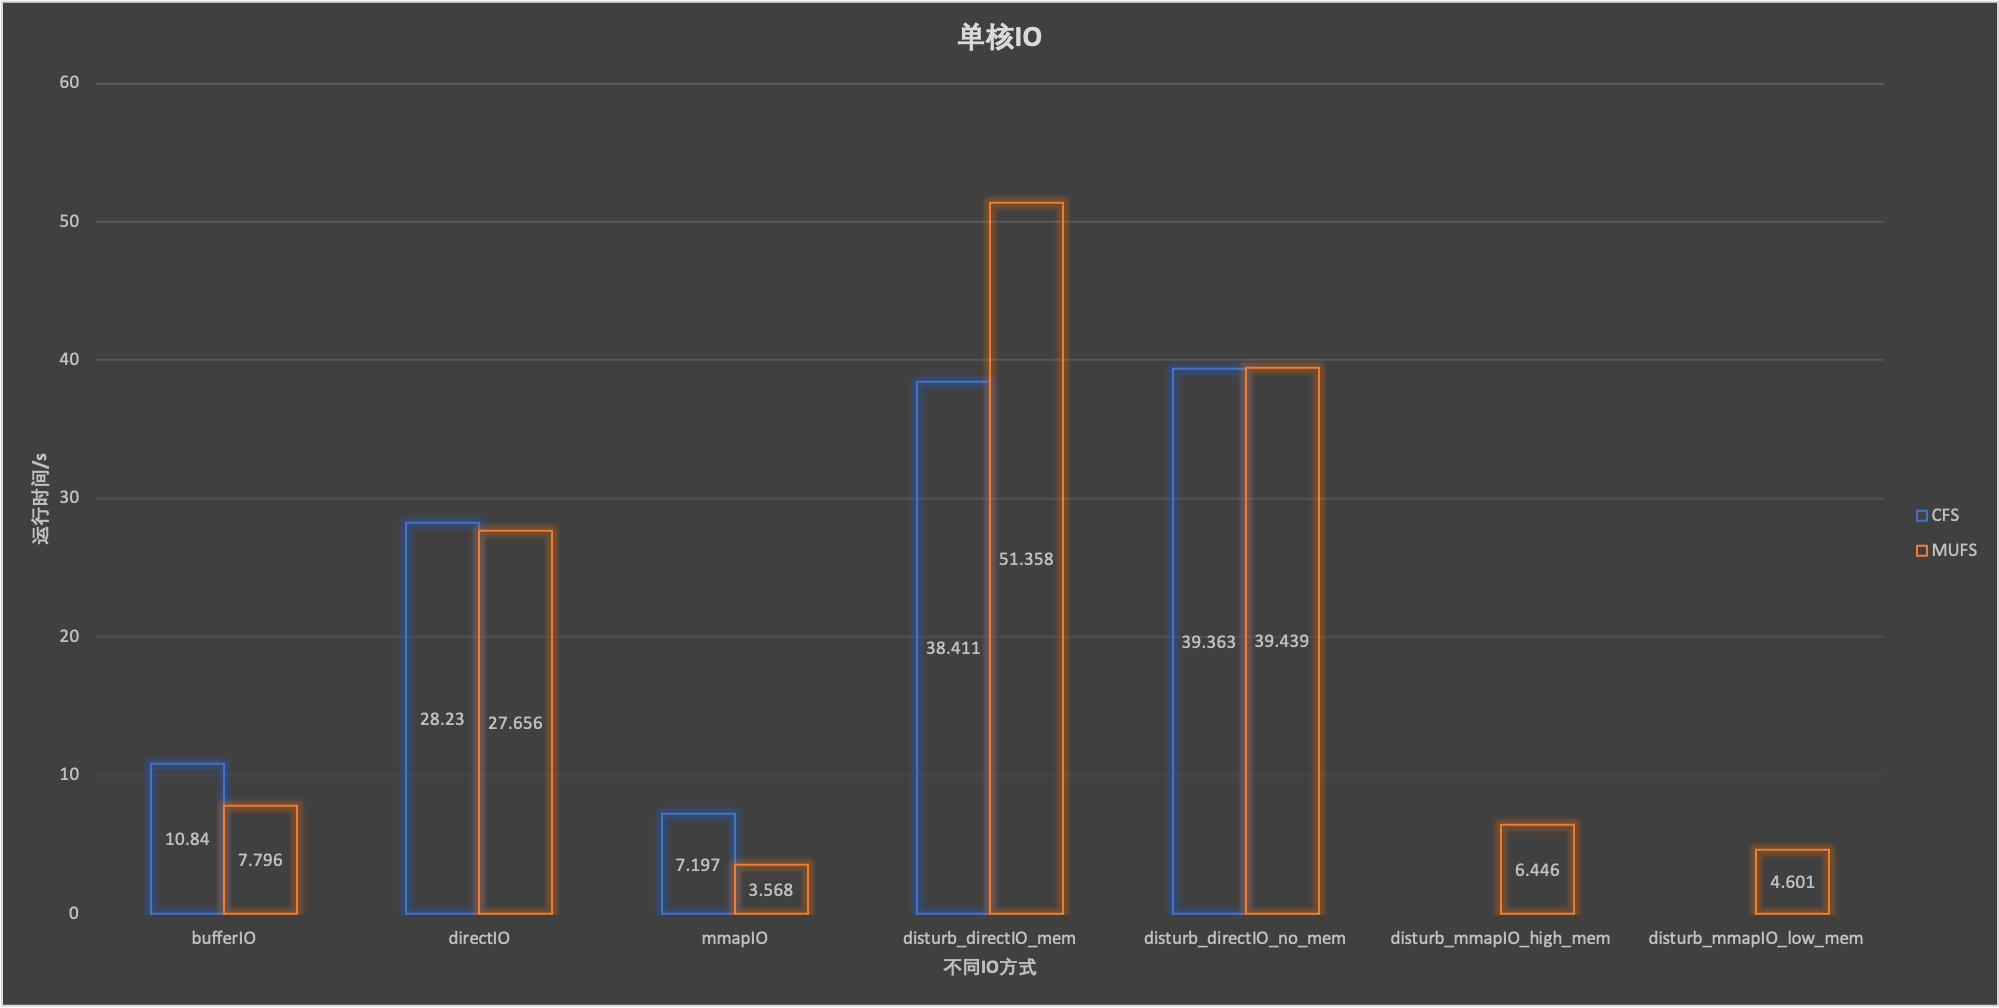 单核IO
60
50
40
30
20
10
0
运行时间/s
10.84
7.796
28.23
27.656
7.197
3.568
38.411
51.358
39.363
39.439
6.446
4.601
bufferIO
directIO
mmapIO
disturb_directIO_mem
disturb_directIO_no_mem
disturb_mmapIO_high_mem
disturb_mmapIO_low_mem
不同IO方式
CFS
MUFS